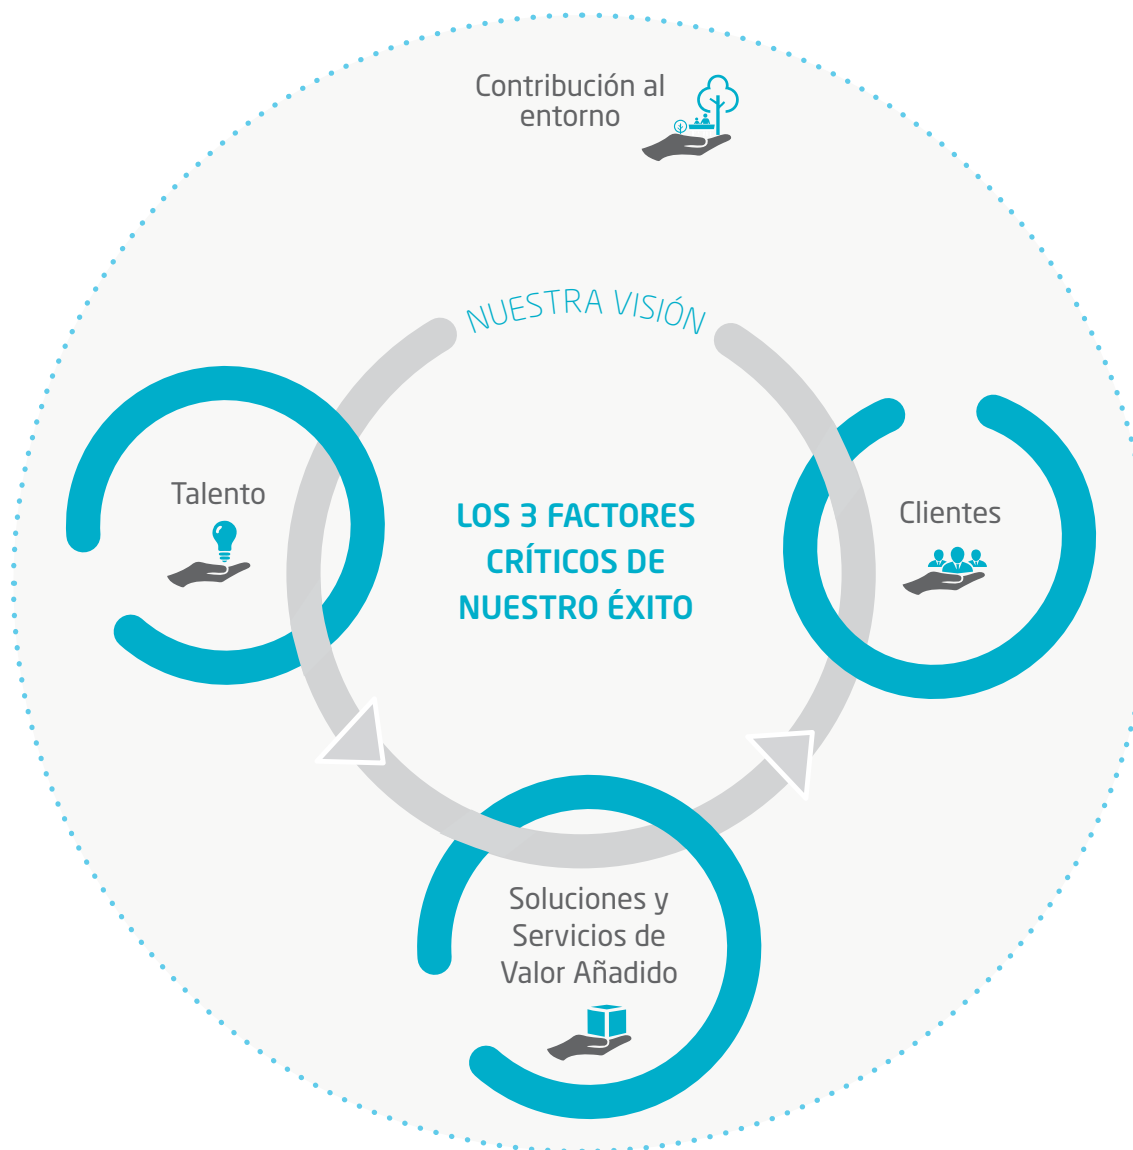 Contribución al
entorno
NUESTRA VISIÓN
Talento
LOS 3 FACTORES
CRÍTICOS DE
NUESTRO ÉXITO
Clientes
Soluciones y
Servicios de
Valor Añadido